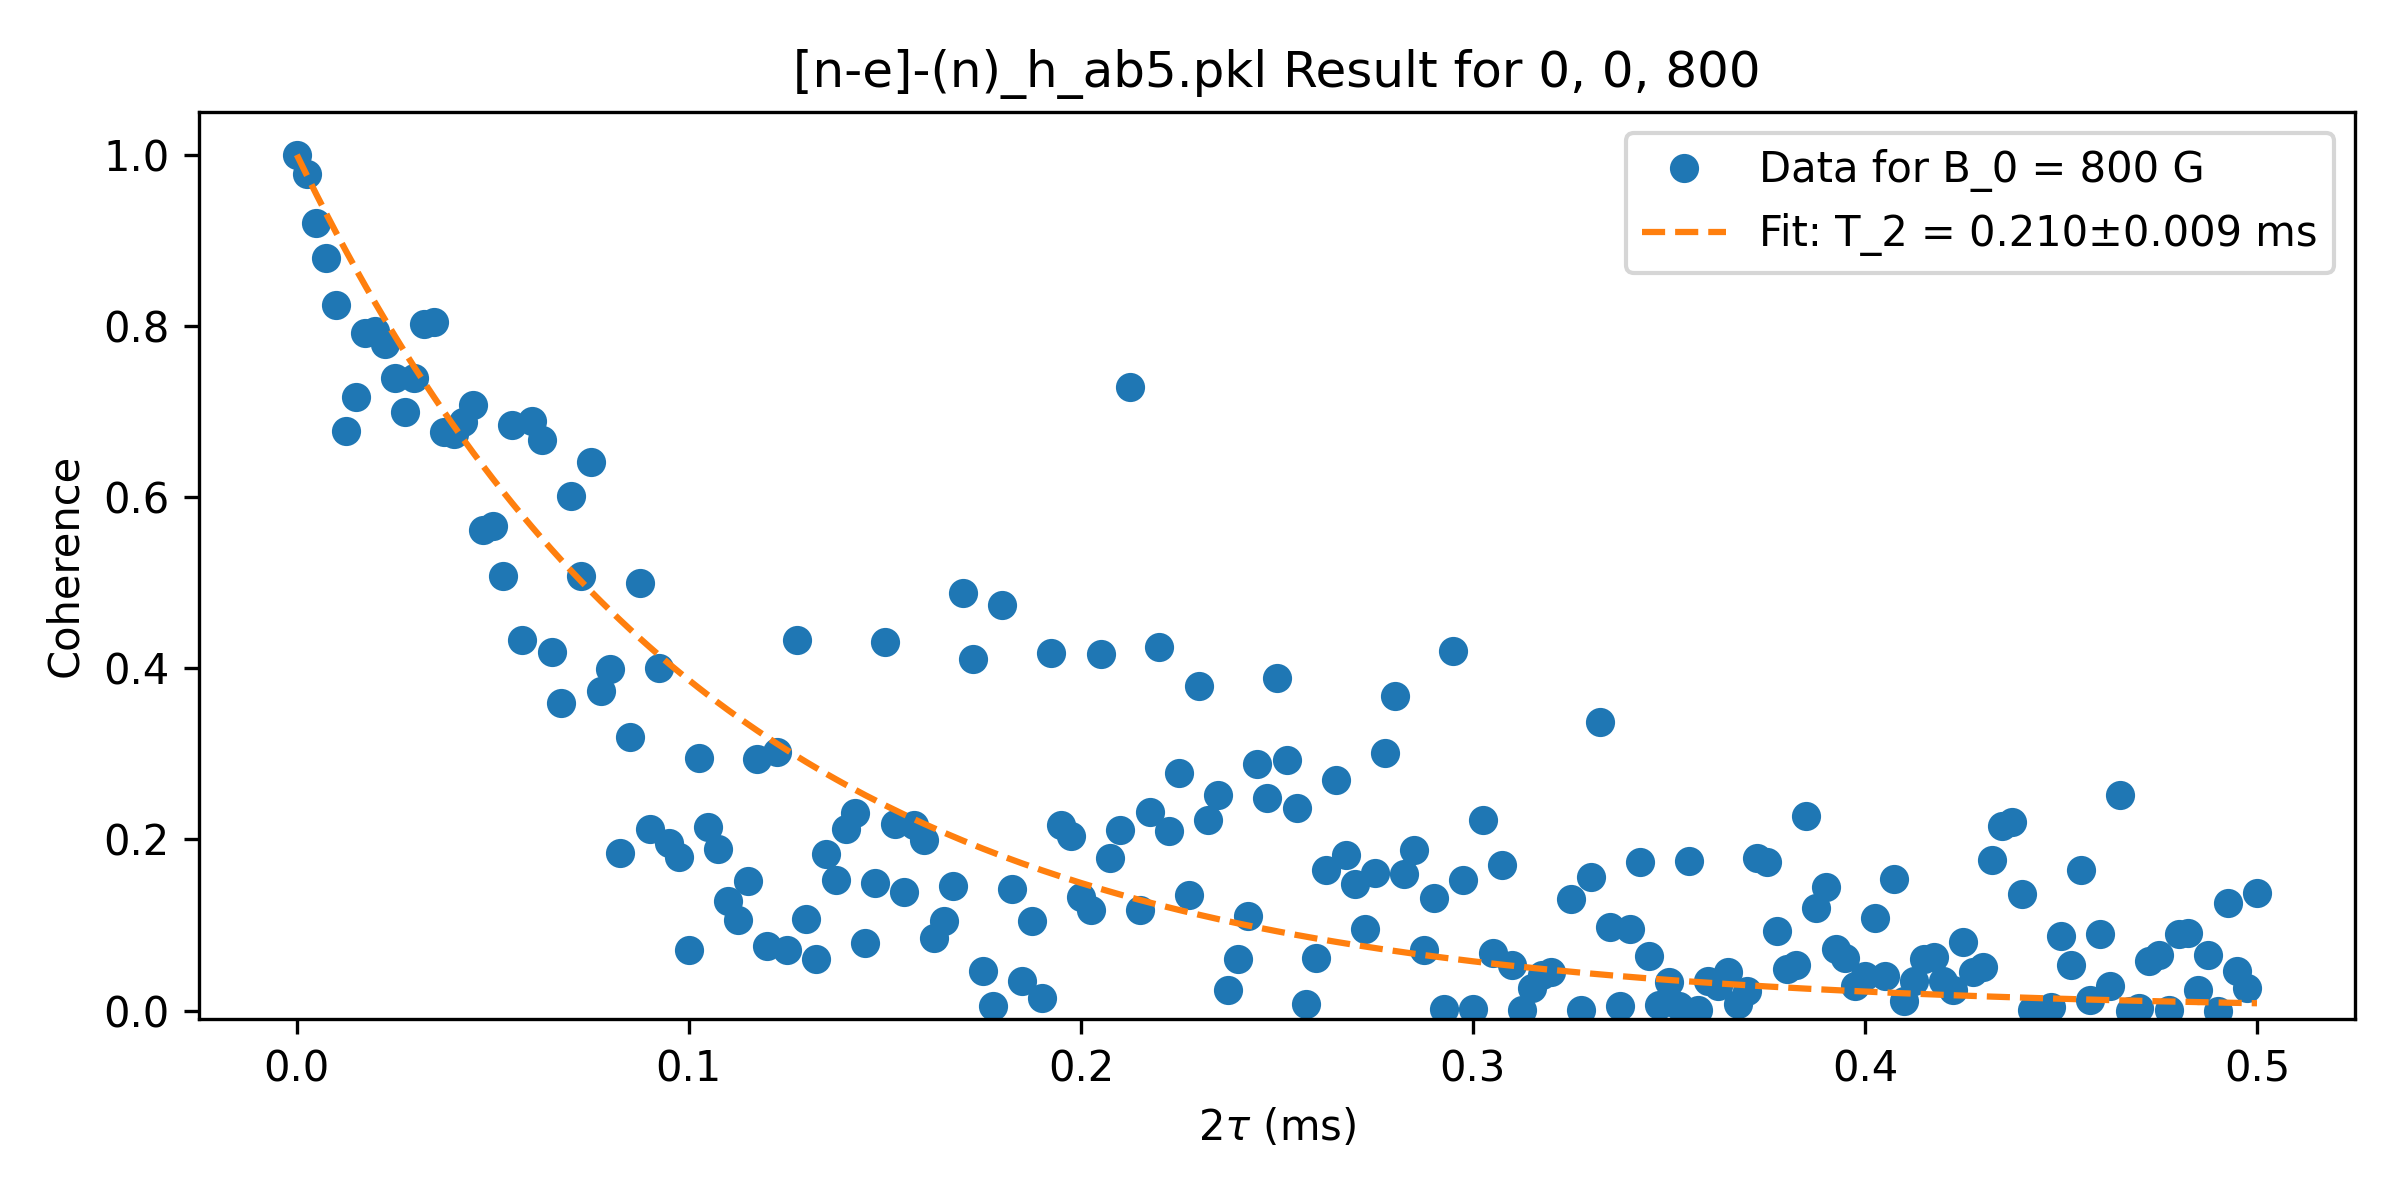 [n-e]-(n)_h_ab5.pkl Result for 0, 0, 800
Data for B_0 = 800 G
Fit: T_2 = 0.210±0.009 ms
Coherence
1.0
0.8
0.6
0.4
0.2
0.0
0.0 0.1 0.2 0.3 0.4 0.5
2τ (ms)